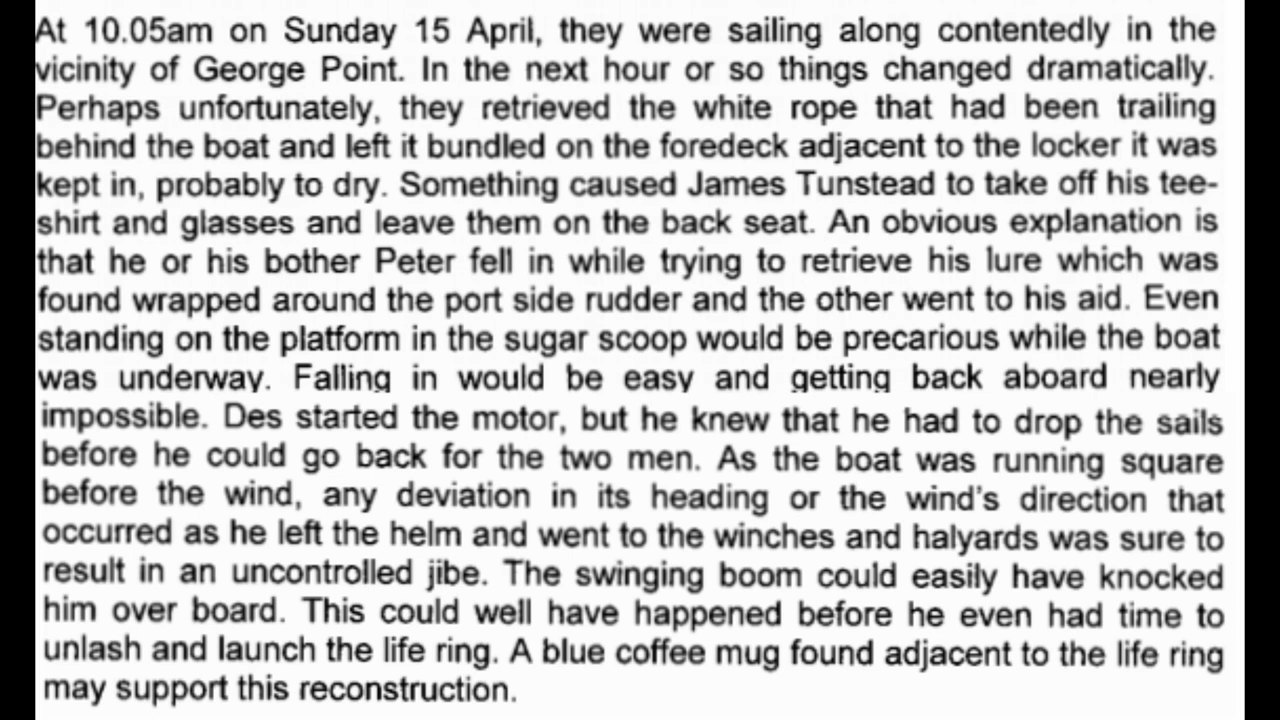 At 10.05am on Sunday 15 April, they were sailing along contentedly in the
vicinity of George Point. In the next hour or so things changed dramatically.
Perhaps unfortunately, they retrieved the white rope that had been trailing
behind the boat and left it bundled on the foredeck adjacent to the locker it was
kept in, probably to dry. Something caused James Tunstead to take off his tee-
shirt and glasses and leave them on the back seat. An obvious explanation is
that he or his bother Peter fell in while trying to retrieve his lure which was
found wrapped around the port side rudder and the other went to his aid. Even
standing on the platform in the sugar scoop would be precarious while the boat
was underway. Falling in would be easy and getting back aboard nearly
impossible. Des started the motor, but he knew that he had to drop the sails
before he could go back for the two men. As the boat was running square
before the wind, any deviation in its heading or the wind's direction that
occurred as he left the helm and went to the winches and halyards was sure to
result in an uncontrolled jibe. The swinging boom could easily have knocked
him over board. This could well have happened before he even had time to
unlash and launch the life ring. A blue coffee mug found adjacent to the life ring
may support this reconstruction.